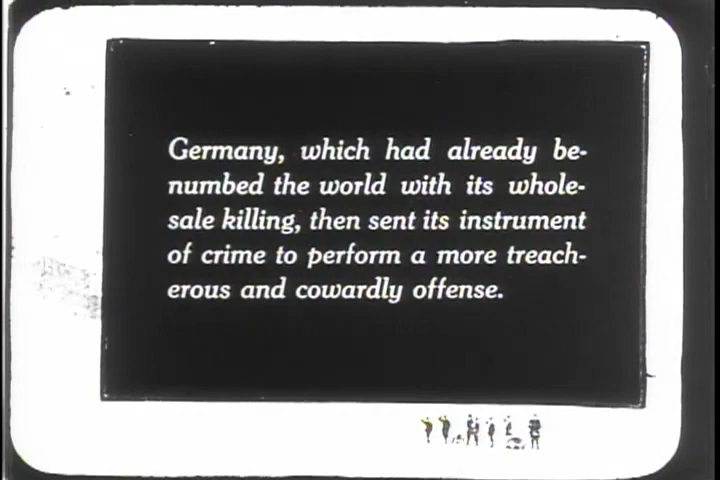 Germany, which had already be-
numbed the world with its whole-
sale killing, then sent its instrument
of crime to perform a more treach-
erous and cowardly offense.